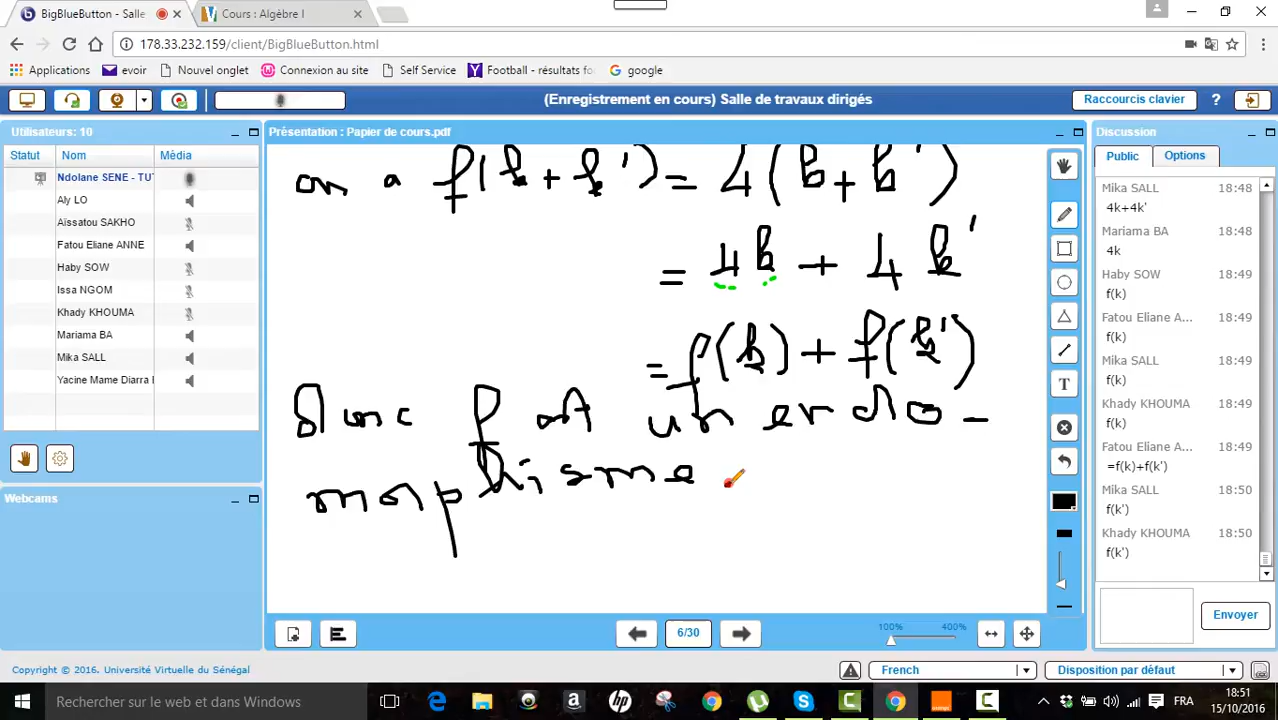 BigBlueButton - Salle
Cours : Algèbre I
178.33.232.159/client/BigBlueButton.html
Applications
evoir
Nouvel onglet
Connexion au site
Self Service
Football - résultats fo
google
(Enregistrement en cours) Salle de travaux dirigés
Raccourcis clavier
?
Utilisateurs: 10
Statut
Nom
Média
Ndolane SENE - TU
Aly LO
Aïssatou SAKHO
Fatou Eliane ANNE
Haby SOW
Issa NGOM
Khady KHOUMA
Mariama BA
Mika SALL
Yacine Mame Diarra
Webcams
Présentation : Papier de cours.pdf
on a f(k + k') = 4(k + k')
= 4k + 4k'
= f(k) + f(k')
Donc f est un endo-
morphisme
T
6/30
100%
400%
Discussion
Public
Options
Mika SALL 18:48
4k+4k'
Mariama BA 18:48
4k
Haby SOW 18:49
f(k)
Fatou Eliane A... 18:49
f(k)
Mika SALL 18:49
f(k)
Khady KHOUMA 18:49
f(k)
Fatou Eliane A... 18:49
=f(k)+f(k')
Mika SALL 18:50
f(k')
Khady KHOUMA 18:50
f(k')
Envoyer
Copyright © 2016. Université Virtuelle du Sénégal
French
Disposition par défaut
Rechercher sur le web et dans Windows
FRA
18:51
15/10/2016